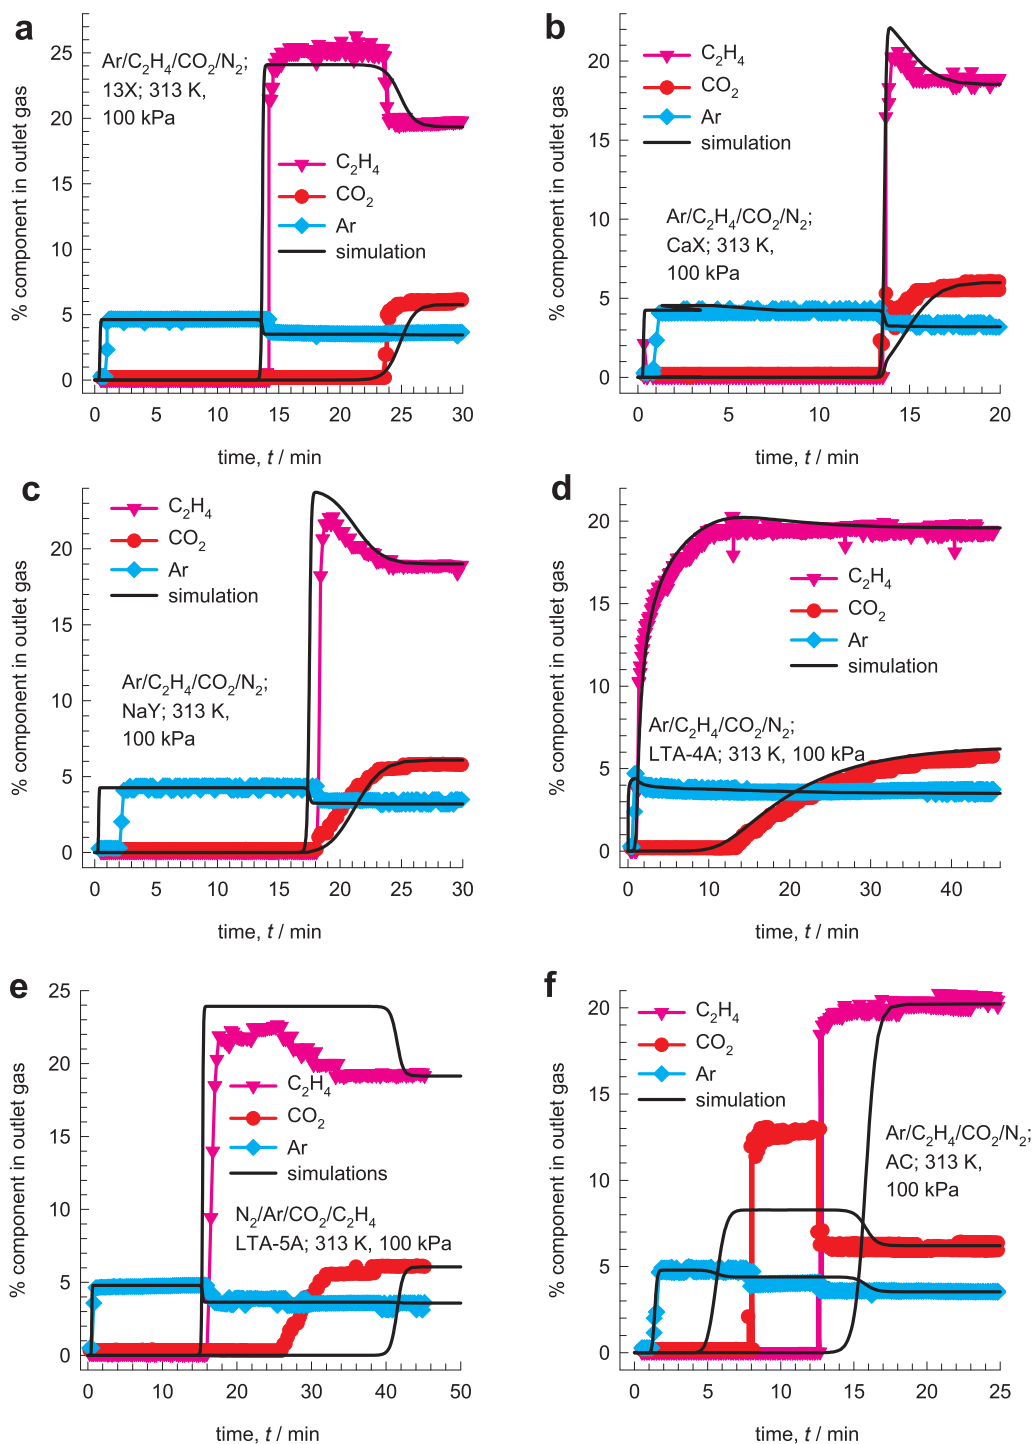 a
% component in outlet gas
25
20
15
10
5
0
Ar/C₂H₄/CO₂/N₂;
13X; 313 K,
100 kPa
C₂H₄
CO₂
Ar
simulation
0 5 10 15 20 25 30
time, t / min
b
% component in outlet gas
20
15
10
5
0
C₂H₄
CO₂
Ar
simulation
Ar/C₂H₄/CO₂/N₂;
CaX; 313 K,
100 kPa
0 5 10 15 20
time, t / min
c
% component in outlet gas
20
15
10
5
0
C₂H₄
CO₂
Ar
simulation
Ar/C₂H₄/CO₂/N₂;
NaY; 313 K,
100 kPa
0 5 10 15 20 25 30
time, t / min
d
% component in outlet gas
20
15
10
5
0
C₂H₄
CO₂
Ar
simulation
Ar/C₂H₄/CO₂/N₂;
LTA-4A; 313 K, 100 kPa
0 10 20 30 40
time, t / min
e
% component in outlet gas
25
20
15
10
5
0
C₂H₄
CO₂
Ar
simulations
N₂/Ar/CO₂/C₂H₄
LTA-5A; 313 K, 100 kPa
0 10 20 30 40 50
time, t / min
f
% component in outlet gas
20
15
10
5
0
C₂H₄
CO₂
Ar
simulation
Ar/C₂H₄/CO₂/N₂;
AC; 313 K,
100 kPa
0 5 10 15 20 25
time, t / min